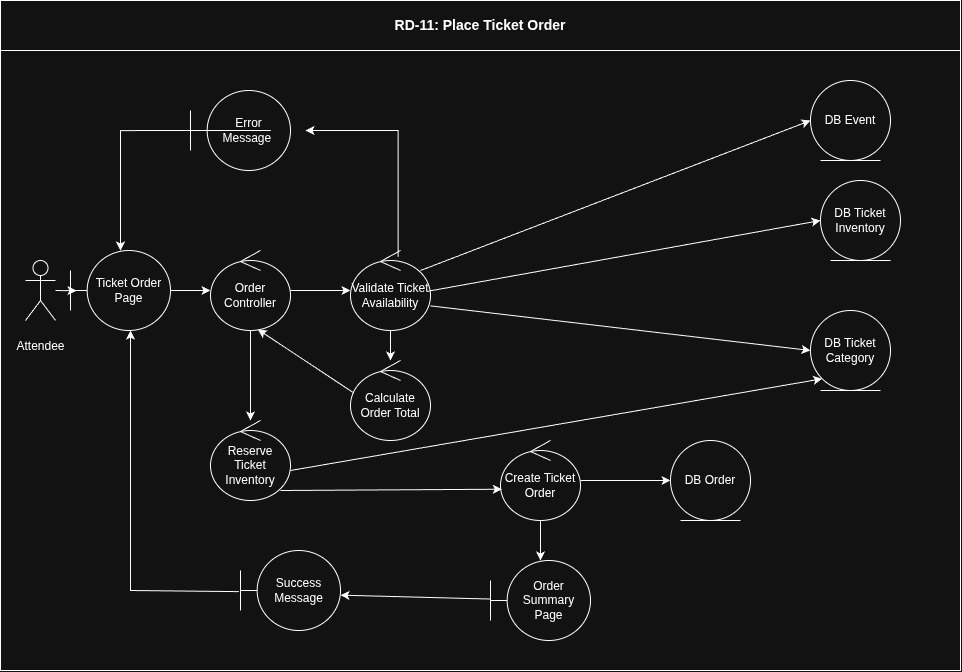 RD-11: Place Ticket Order
Error
Message
DB Event
DB Ticket
Inventory
Attendee
Ticket Order
Page
Order
Controller
Validate Ticket
Availability
DB Ticket
Category
Calculate
Order Total
Reserve
Ticket
Inventory
Create Ticket
Order
DB Order
Success
Message
Order
Summary
Page